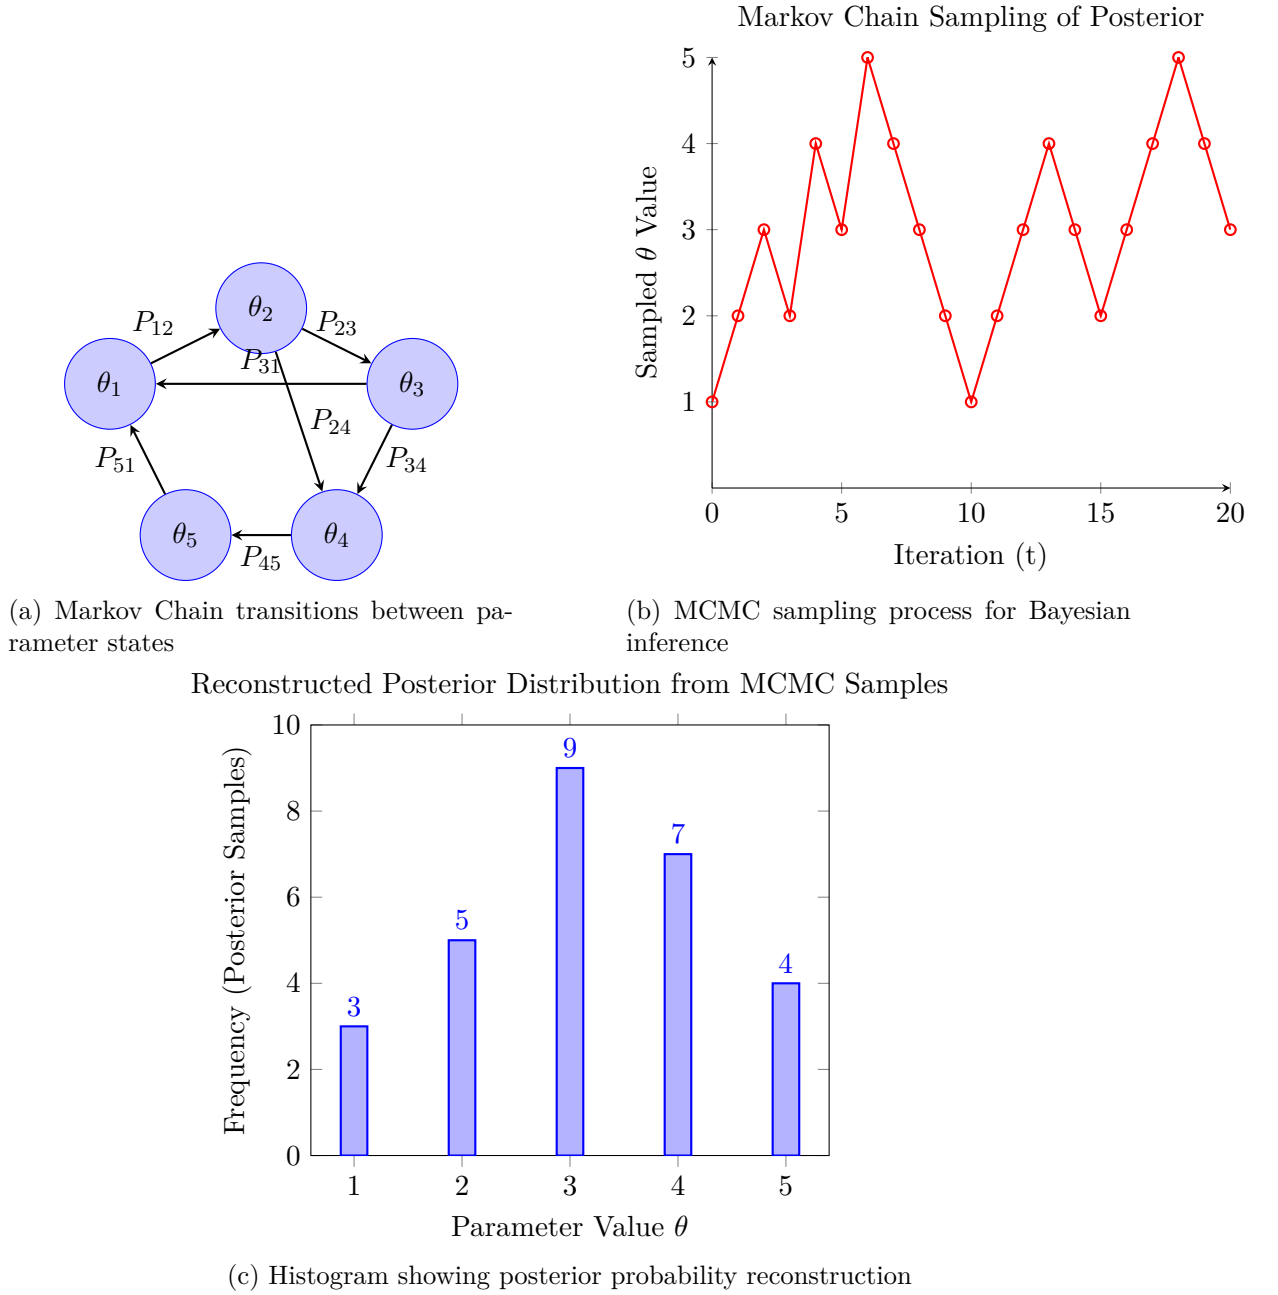 θ2
P12
P23
P31
θ1
θ3
P24
P51
P34
θ5
θ4
P45
(a) Markov Chain transitions between pa-
rameter states
Markov Chain Sampling of Posterior
5
4
3
2
1
Sampled θ Value
0 5 10 15 20
Iteration (t)
(b) MCMC sampling process for Bayesian
inference
Reconstructed Posterior Distribution from MCMC Samples
10
8
6
4
2
0
Frequency (Posterior Samples)
3
5
9
7
4
1 2 3 4 5
Parameter Value θ
(c) Histogram showing posterior probability reconstruction